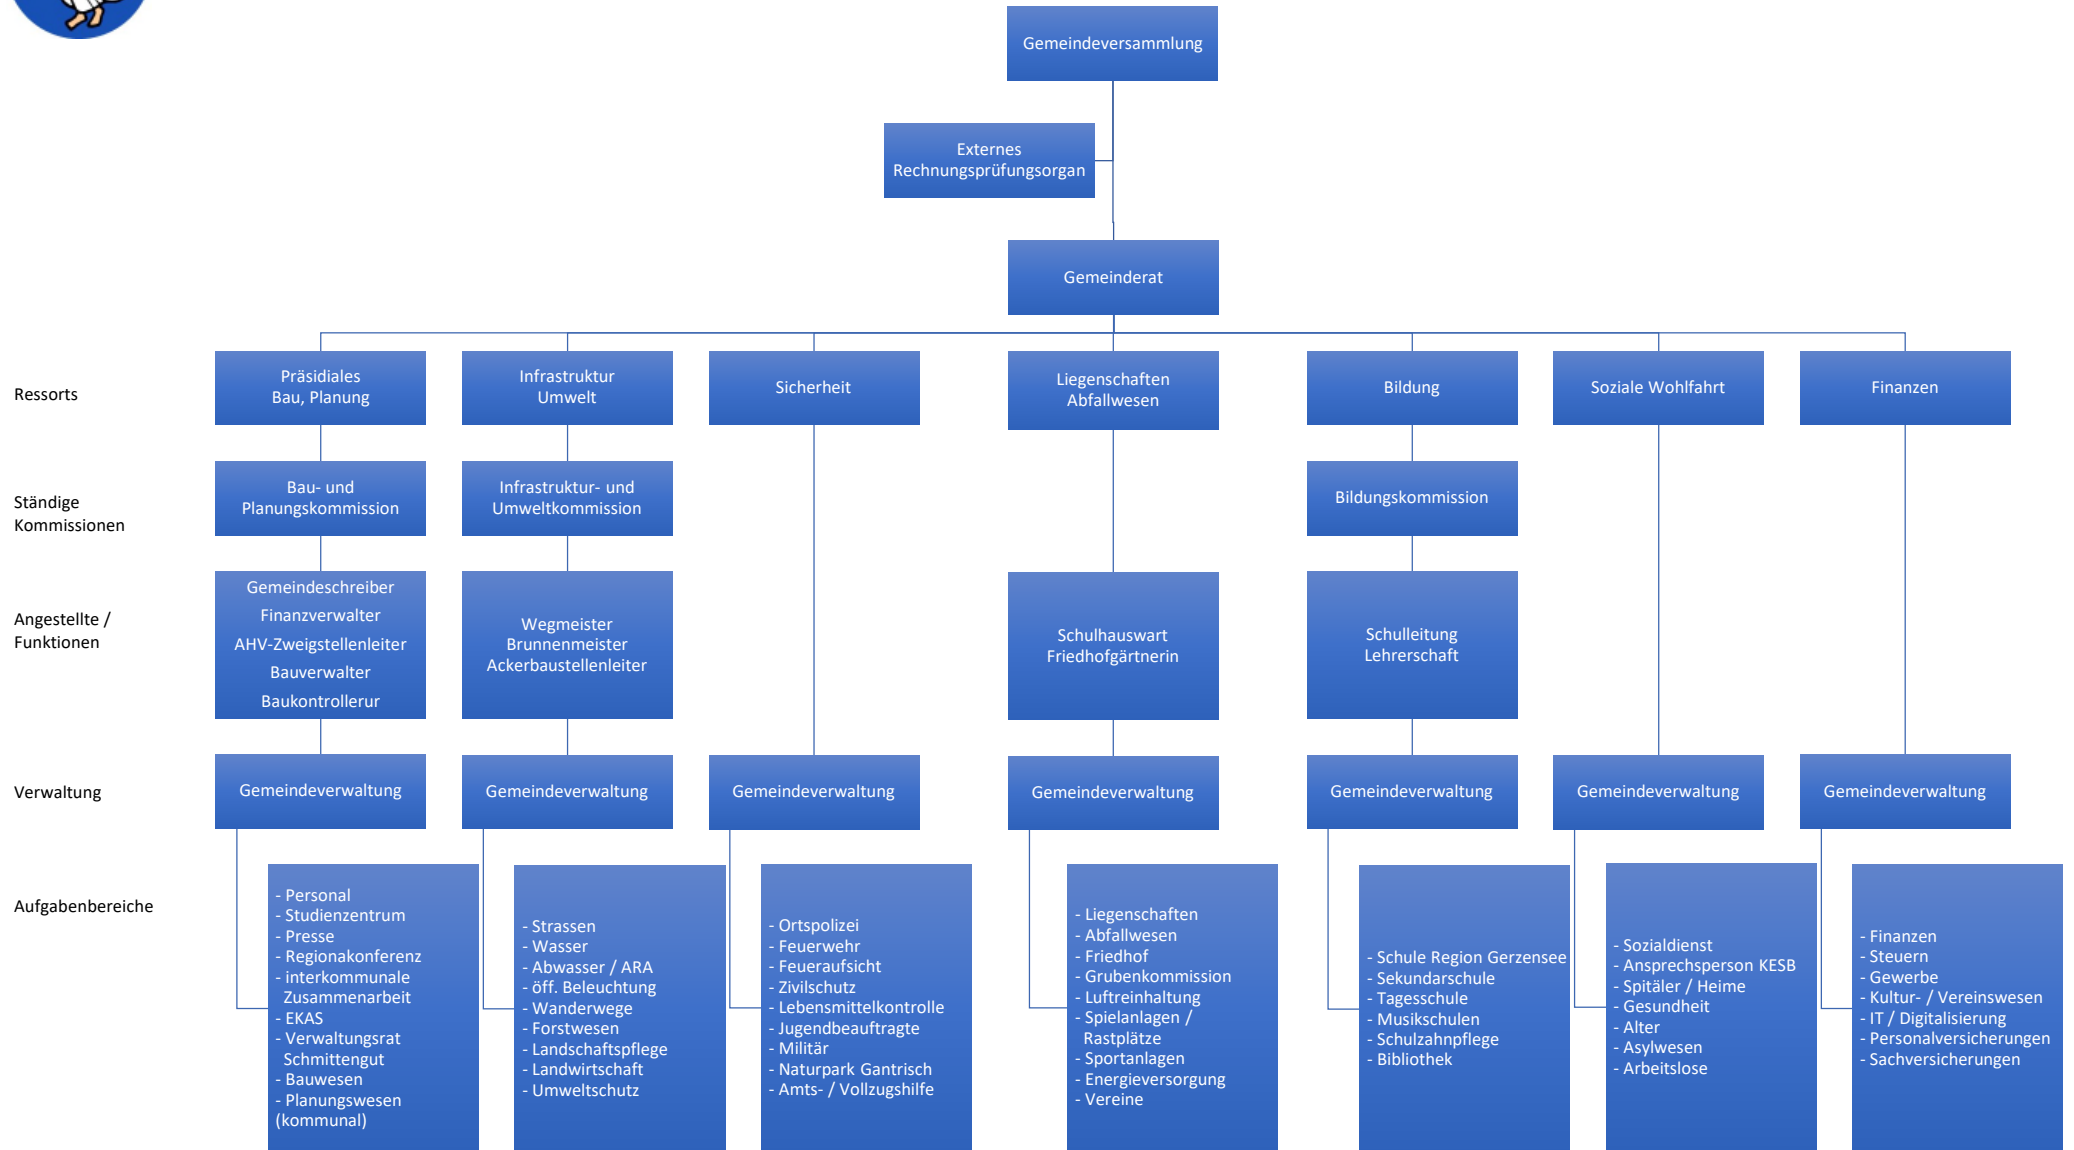 Gemeindeversammlung
Externes
Rechnungsprüfungsorgan
Gemeinderat
Ressorts
Präsidiales
Bau, Planung
Infrastruktur
Umwelt
Sicherheit
Liegenschaften
Abfallwesen
Bildung
Soziale Wohlfahrt
Finanzen
Ständige
Kommissionen
Bau- und
Planungskommission
Infrastruktur- und
Umweltkommission
Bildungskommission
Angestellte /
Funktionen
Gemeindeschreiber
Finanzverwalter
AHV-Zweigstellenleiter
Bauverwalter
Baukontrollerur
Wegmeister
Brunnenmeister
Ackerbaustellenleiter
Schulhauswart
Friedhofgärtnerin
Schulleitung
Lehrerschaft
Verwaltung
Gemeindeverwaltung
Gemeindeverwaltung
Gemeindeverwaltung
Gemeindeverwaltung
Gemeindeverwaltung
Gemeindeverwaltung
Gemeindeverwaltung
Aufgabenbereiche
- Personal
- Studienzentrum
- Presse
- Regionakonferenz
- interkommunale
Zusammenarbeit
- EKAS
- Verwaltungsrat
Schmittengut
- Bauwesen
- Planungswesen
(kommunal)
- Strassen
- Wasser
- Abwasser / ARA
- öff. Beleuchtung
- Wanderwege
- Forstwesen
- Landschaftspflege
- Landwirtschaft
- Umweltschutz
- Ortspolizei
- Feuerwehr
- Feueraufsicht
- Zivilschutz
- Lebensmittelkontrolle
- Jugendbeauftragte
- Militär
- Naturpark Gantrisch
- Amts- / Vollzugshilfe
- Liegenschaften
- Abfallwesen
- Friedhof
- Grubenkommission
- Luftreinhaltung
- Spielanlagen /
Rastplätze
- Sportanlagen
- Energieversorgung
- Vereine
- Schule Region Gerzensee
- Sekundarschule
- Tagesschule
- Musikschulen
- Schulzahnpflege
- Bibliothek
- Sozialdienst
- Ansprechsperson KESB
- Spitäler / Heime
- Gesundheit
- Alter
- Asylwesen
- Arbeitslose
- Finanzen
- Steuern
- Gewerbe
- Kultur- / Vereinswesen
- IT / Digitalisierung
- Personalversicherungen
- Sachversicherungen